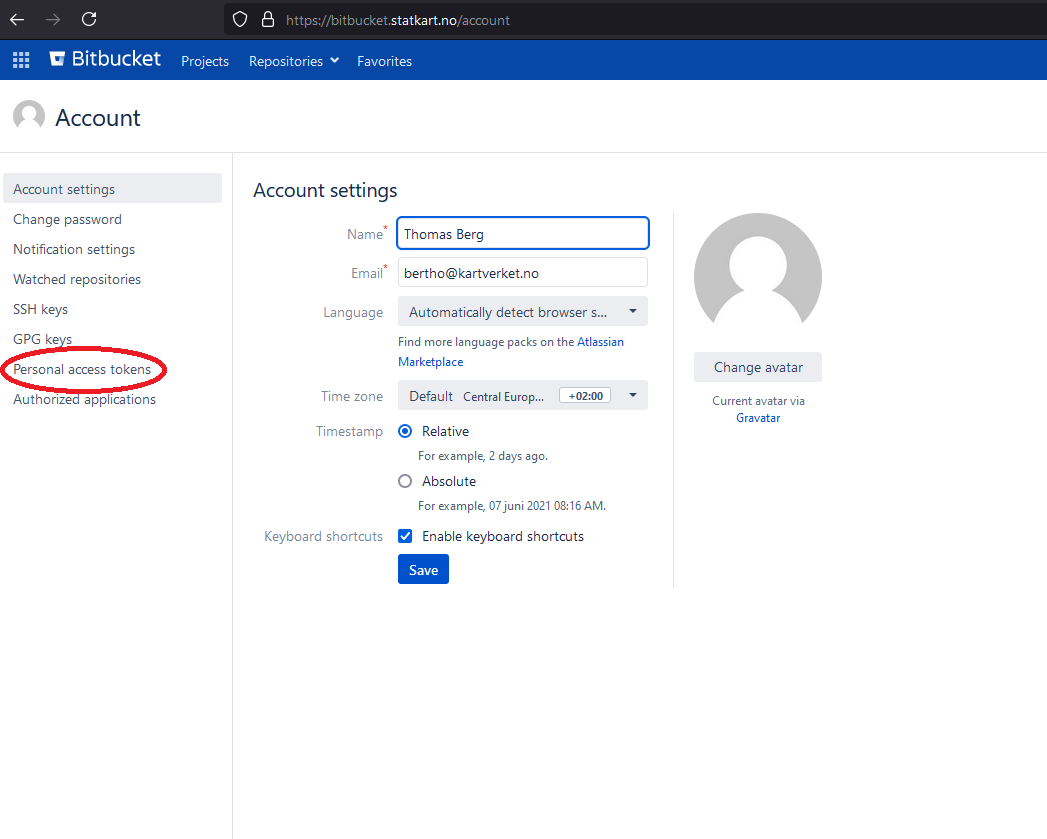 https://bitbucket.statkart.no/account
Bitbucket Projects Repositories Favorites
Account
Account settings
Change password
Notification settings
Watched repositories
SSH keys
GPG keys
Personal access tokens
Authorized applications
Account settings
Name* Thomas Berg
Email* bertho@kartverket.no
Language Automatically detect browser s...
Find more language packs on the Atlassian
Marketplace
Time zone Default Central Europ... +02:00
Timestamp Relative
For example, 2 days ago.
Absolute
For example, 07 juni 2021 08:16 AM.
Keyboard shortcuts Enable keyboard shortcuts
Save
Change avatar
Current avatar via
Gravatar